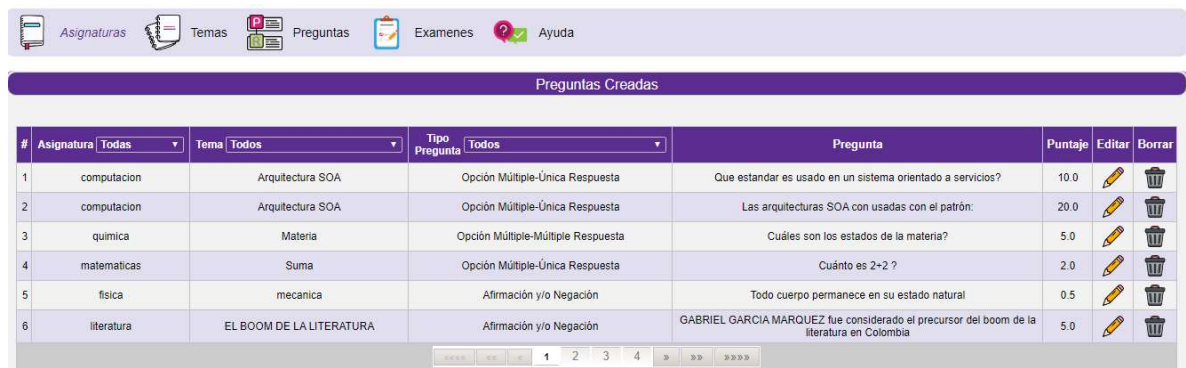 Asignaturas Temas P R Preguntas Examenes ? Ayuda
Preguntas Creadas
# Asignatura Todas Tema Todos Tipo Pregunta Todos Pregunta Puntaje Editar Borrar
1 computacion Arquitectura SOA Opción Múltiple-Única Respuesta Que estandar es usado en un sistema orientado a servicios? 10.0
2 computacion Arquitectura SOA Opción Múltiple-Única Respuesta Las arquitecturas SOA con usadas con el patrón: 20.0
3 quimica Materia Opción Múltiple-Múltiple Respuesta Cuáles son los estados de la materia? 5.0
4 matematicas Suma Opción Múltiple-Única Respuesta Cuánto es 2+2 ? 2.0
5 fisica mecanica Afirmación y/o Negación Todo cuerpo permanece en su estado natural 0.5
6 literatura EL BOOM DE LA LITERATURA Afirmación y/o Negación GABRIEL GARCIA MARQUEZ fue considerado el precursor del boom de la
literatura en Colombia 5.0
«««« «« « 1 2 3 4 » »» »»»»